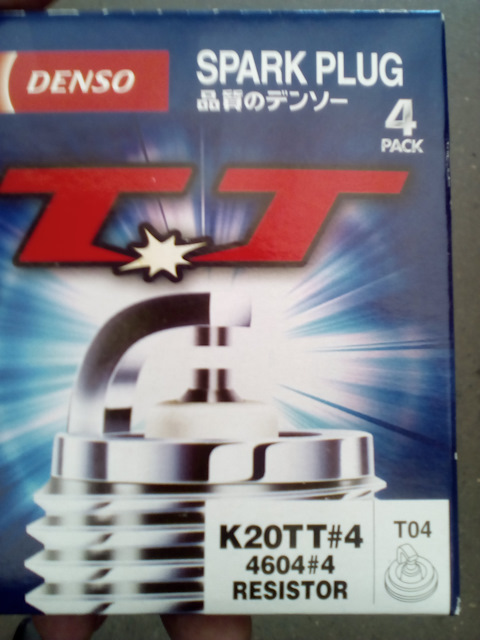 DENSO
SPARK PLUG
品質のデンソー
4
PACK
TT
K20TT#4
4604#4
RESISTOR
T04